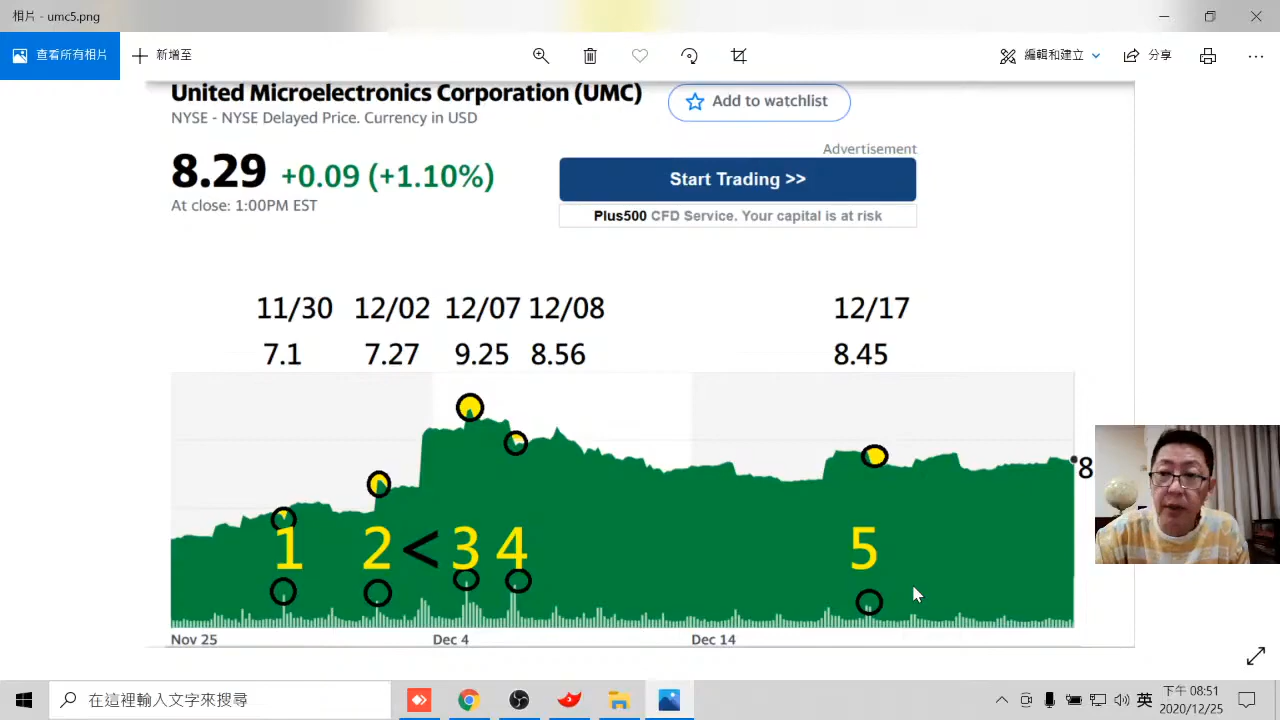 相片 - umc5.png
查看所有相片
新增至
編輯和建立
分享
United Microelectronics Corporation (UMC)
Add to watchlist
NYSE - NYSE Delayed Price. Currency in USD
Advertisement
8.29 +0.09 (+1.10%)
Start Trading >>
At close: 1:00PM EST
Plus500 CFD Service. Your capital is at risk
11/30 12/02 12/07 12/08 12/17
7.1 7.27 9.25 8.56 8.45
8
1 2 < 3 4 5
Nov 25 Dec 4 Dec 14
在這裡輸入文字來搜尋
英
下午 08:51
2020/12/25